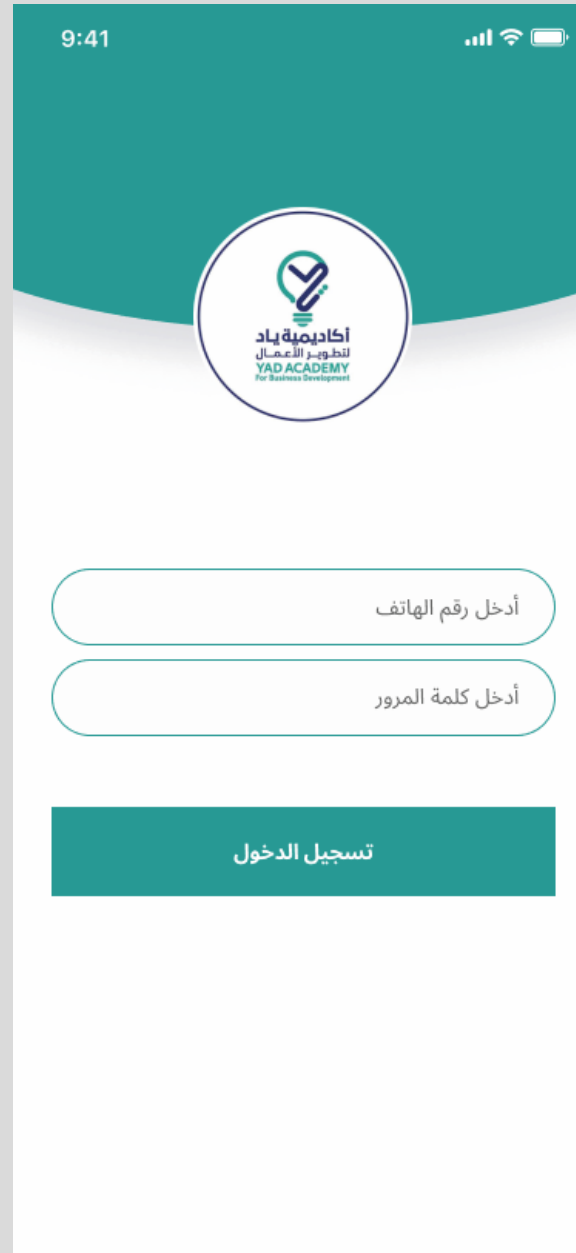 9:41
أكاديمية ياد
لتطوير الأعمال
YAD ACADEMY
For Business Development
أدخل رقم الهاتف
أدخل كلمة المرور
تسجيل الدخول